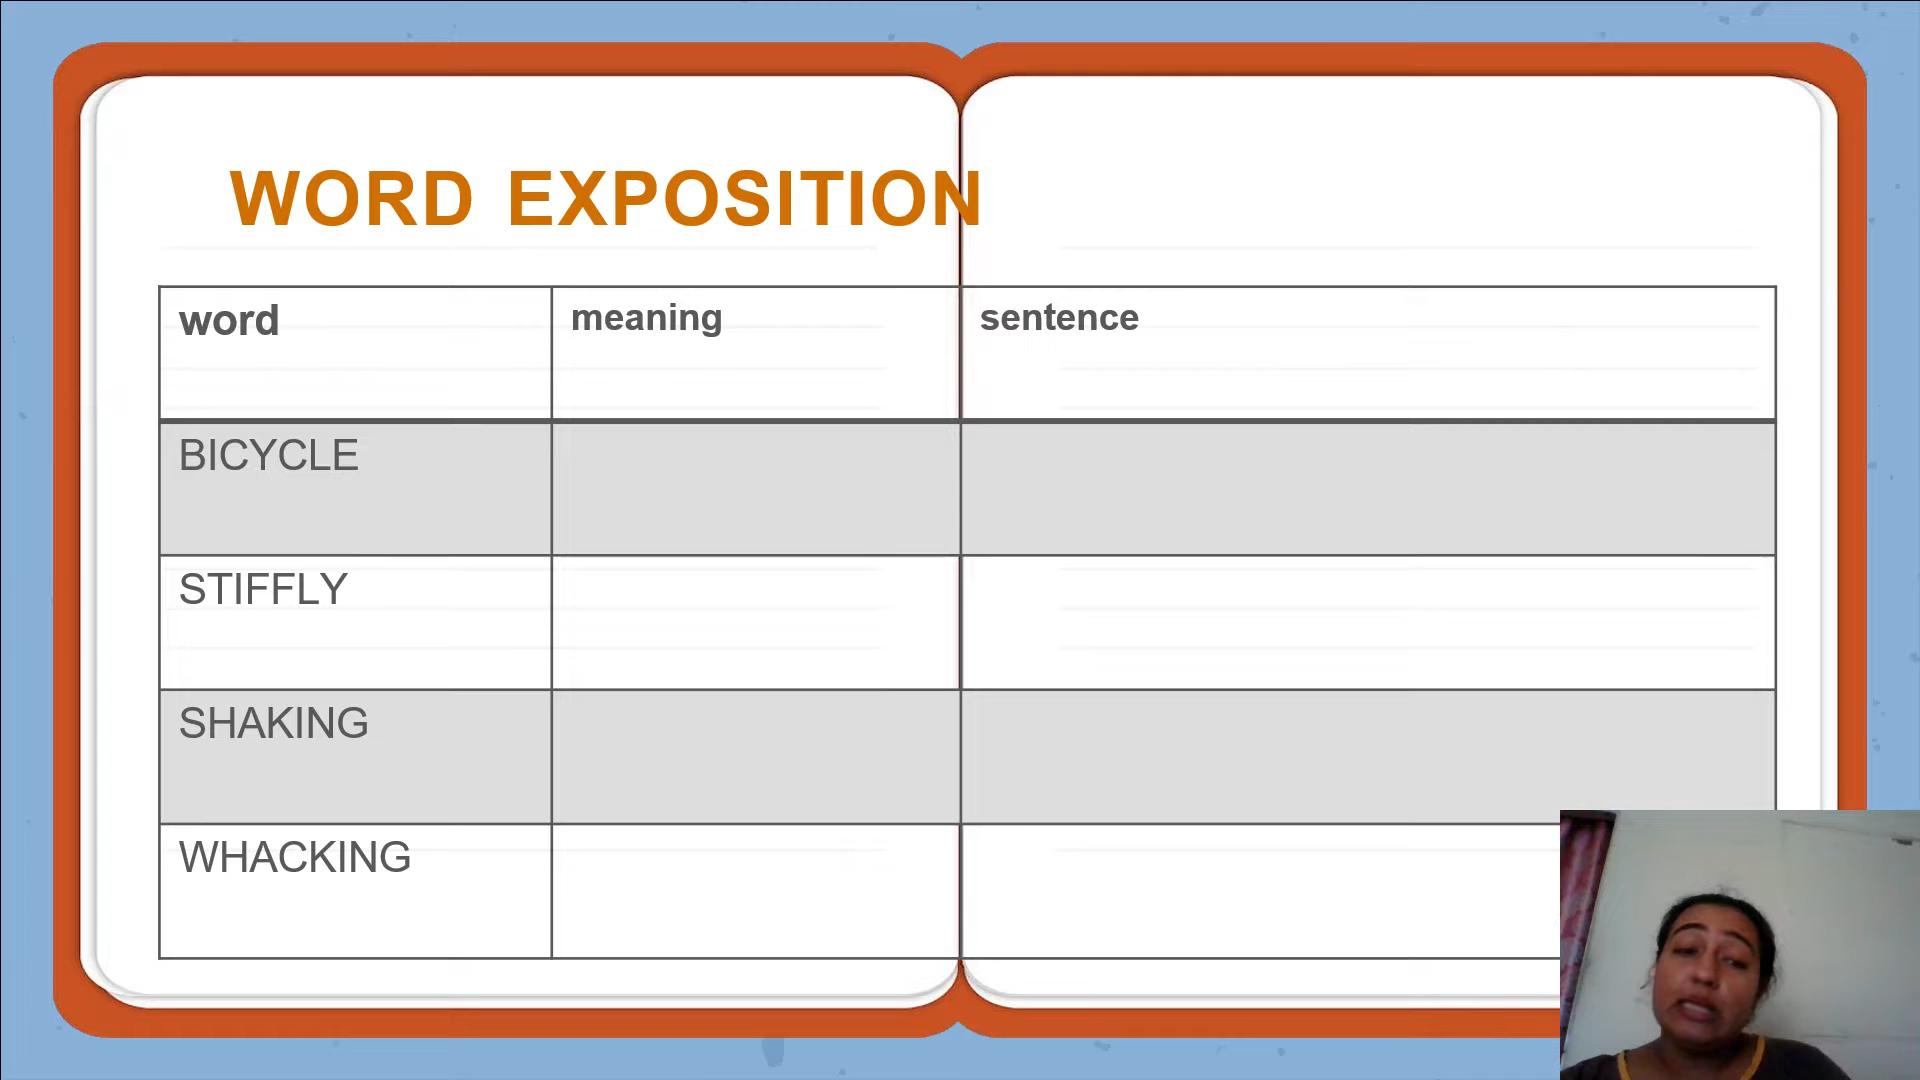 WORD EXPOSITION
word meaning sentence
BICYCLE
STIFFLY
SHAKING
WHACKING